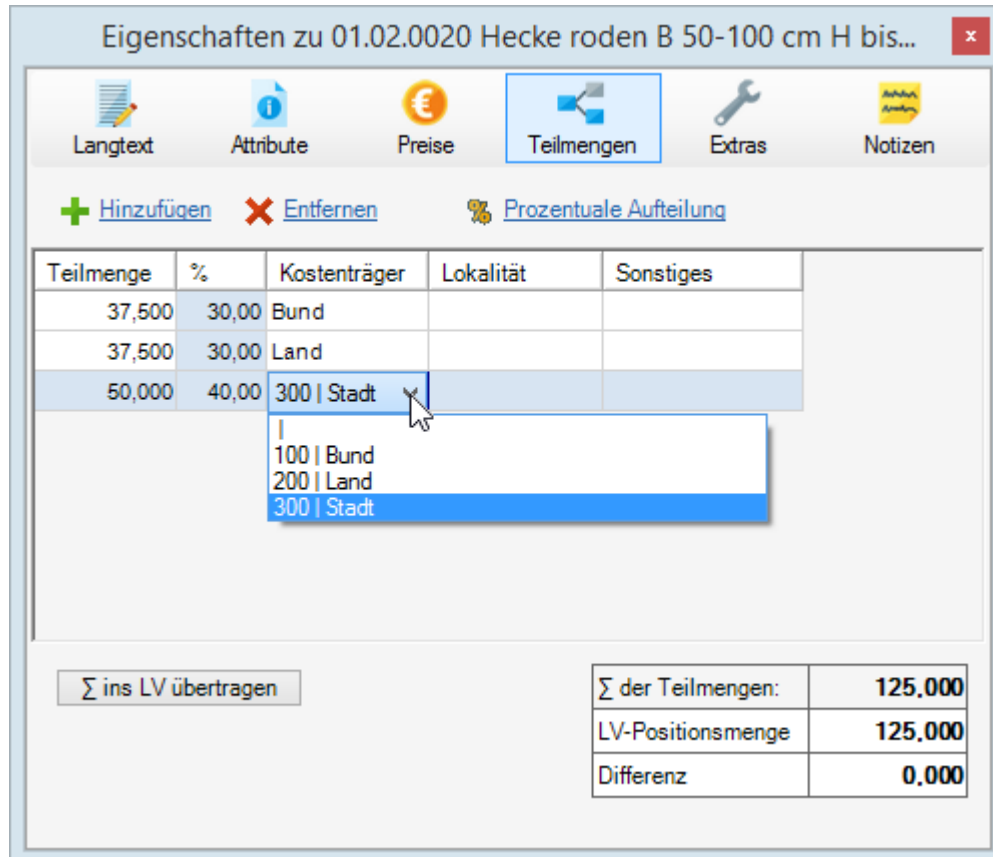 Eigenschaften zu 01.02.0020 Hecke roden B 50-100 cm H bis... x
Langtext Attribute Preise Teilmengen Extras Notizen
Hinzufügen Entfernen Prozentuale Aufteilung
Teilmenge % Kostenträger Lokalität Sonstiges
37,500 30,00 Bund
37,500 30,00 Land
50,000 40,00 300 | Stadt
|
100 | Bund
200 | Land
300 | Stadt
∑ ins LV übertragen
∑ der Teilmengen: 125,000
LV-Positionsmenge 125,000
Differenz 0,000